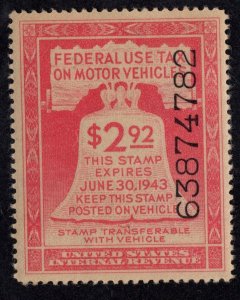 FEDERAL USE TAX
ON MOTOR VEHICLES
$2.92
THIS STAMP
EXPIRES
JUNE 30, 1943
KEEP THIS STAMP
POSTED ON VEHICLE
STAMP TRANSFERABLE
WITH VEHICLE
UNITED STATES
INTERNAL REVENUE
63874782